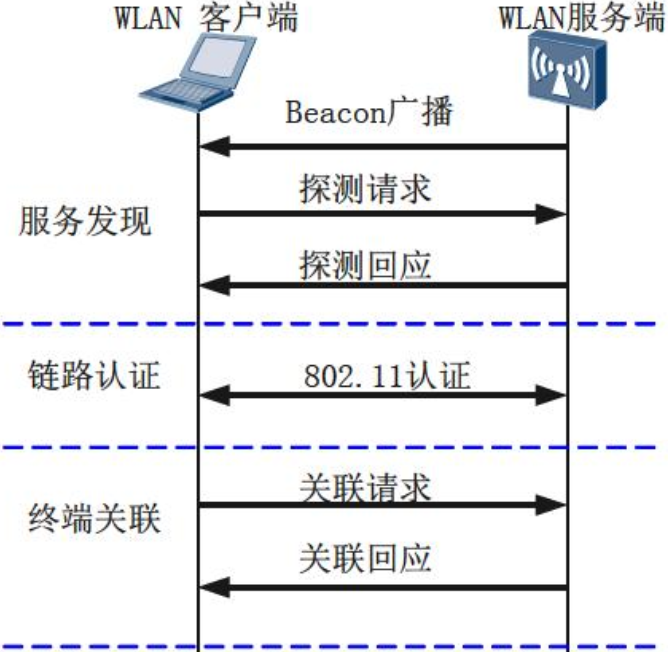 WLAN 客户端
WLAN服务端
Beacon广播
探测请求
服务发现
探测回应
链路认证
802.11认证
关联请求
终端关联
关联回应